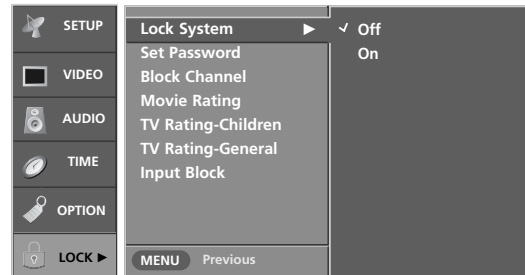 SETUP
VIDEO
AUDIO
TIME
OPTION
LOCK ►
Lock System ►
Set Password
Block Channel
Movie Rating
TV Rating-Children
TV Rating-General
Input Block
MENU Previous
✓ Off
On